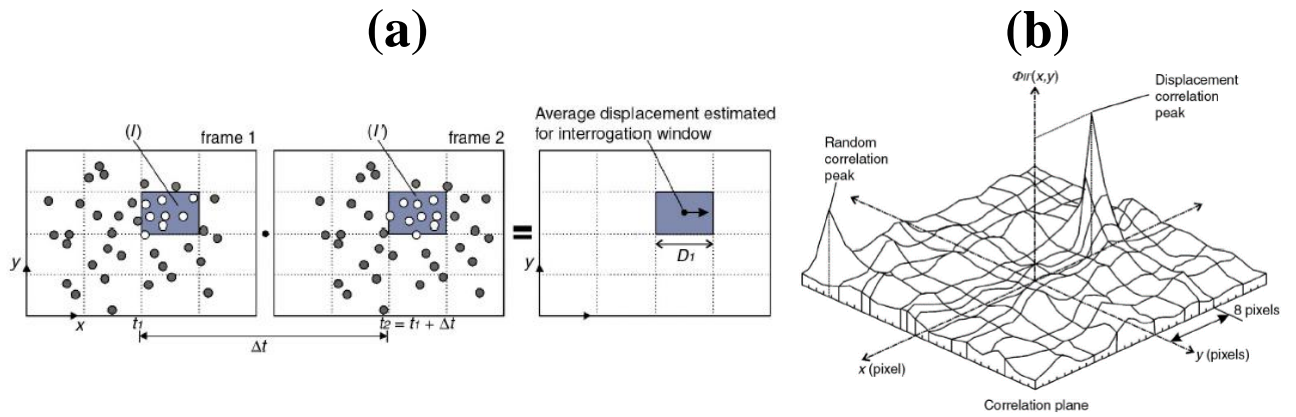 (a)
(I)
frame 1
(I')
frame 2
Average displacement estimated
for interrogation window
y
x
t1
t2 = t1 + Δt
Δt
•
=
y
D1
(b)
ΦII'(x,y)
Displacement
correlation
peak
Random
correlation
peak
8 pixels
y (pixels)
x (pixel)
Correlation plane